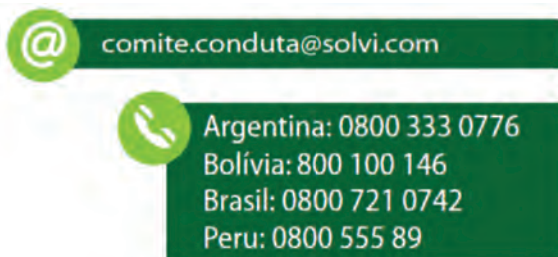 @ comite.conduta@solvi.com
Argentina: 0800 333 0776
Bolívia: 800 100 146
Brasil: 0800 721 0742
Peru: 0800 555 89